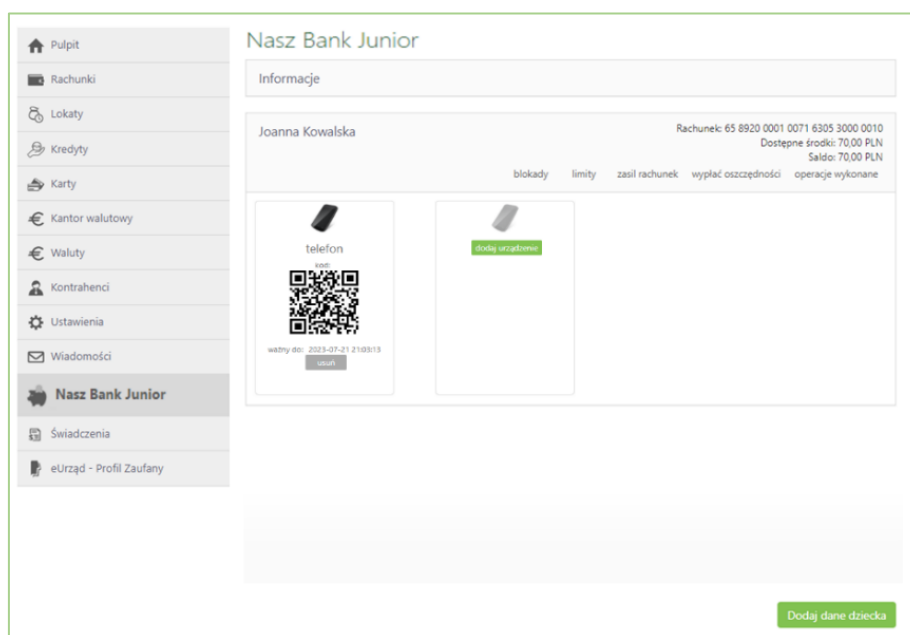 Pulpit
Rachunki
Lokaty
Kredyty
Karty
Kantor walutowy
Waluty
Kontrahenci
Ustawienia
Wiadomości
Nasz Bank Junior
Świadczenia
eUrząd - Profil Zaufany
Nasz Bank Junior
Informacje
Joanna Kowalska
Rachunek: 65 8920 0001 0071 6305 3000 0010
Dostępne środki: 70,00 PLN
Saldo: 70,00 PLN
blokady limity zasil rachunek wypłać oszczędności operacje wykonane
telefon
kod:
ważny do: 2023-07-21 21:03:13
usuń
dodaj urządzenie
Dodaj dane dziecka